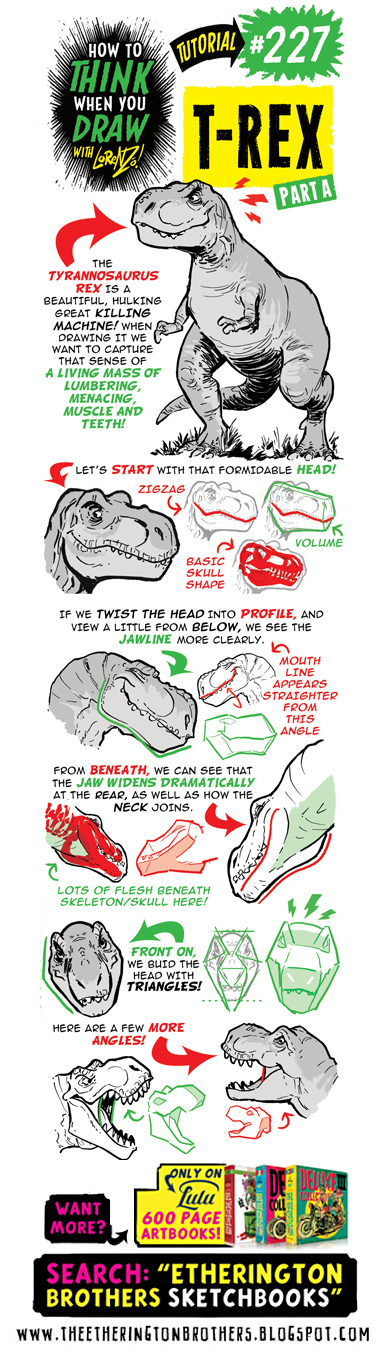 HOW TO
THINK
WHEN YOU
DRAW
WITH LORENZO!
TUTORIAL
#227
T-REX
PART A
THE
TYRANNOSAURUS
REX IS A
BEAUTIFUL, HULKING
GREAT KILLING
MACHINE! WHEN
DRAWING IT WE
WANT TO CAPTURE
THAT SENSE OF
A LIVING MASS OF
LUMBERING,
MENACING,
MUSCLE AND
TEETH!
LET'S START WITH THAT FORMIDABLE HEAD!
ZIGZAG
VOLUME
BASIC
SKULL
SHAPE
IF WE TWIST THE HEAD INTO PROFILE, AND
VIEW A LITTLE FROM BELOW, WE SEE THE
JAWLINE MORE CLEARLY.
MOUTH
LINE
APPEARS
STRAIGHTER
FROM
THIS
ANGLE
FROM BENEATH, WE CAN SEE THAT
THE JAW WIDENS DRAMATICALLY
AT THE REAR, AS WELL AS HOW THE
NECK JOINS.
LOTS OF FLESH BENEATH
SKELETON/SKULL HERE!
FRONT ON,
WE BUID THE
HEAD WITH
TRIANGLES!
HERE ARE A FEW MORE
ANGLES!
WANT
MORE?
ONLY ON
Lulu
600 PAGE
ARTBOOKS!
SEARCH: "ETHERINGTON
BROTHERS SKETCHBOOKS"
WWW.THEETHERINGTONBROTHERS.BLOGSPOT.COM